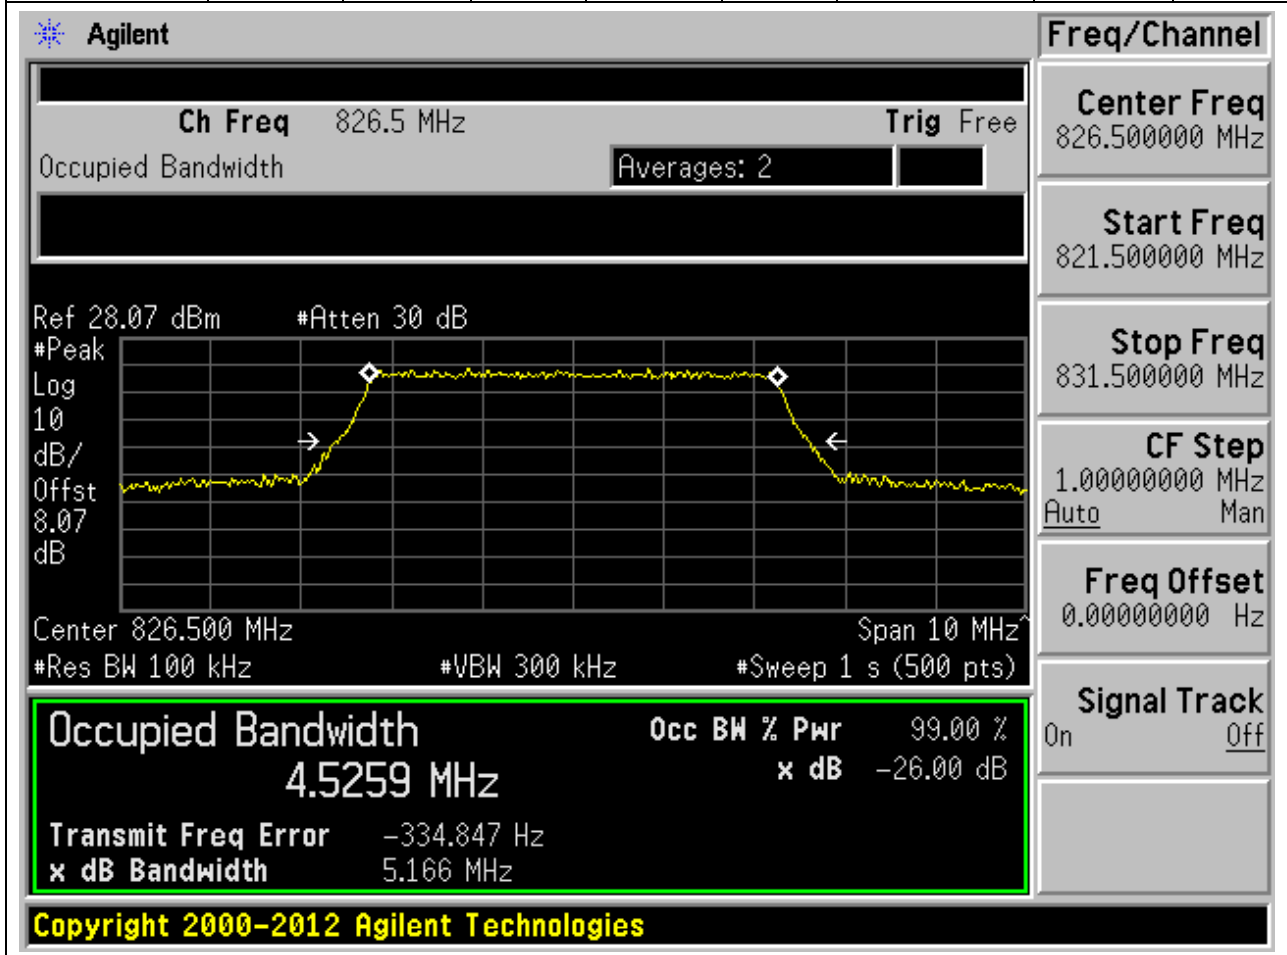 Agilent
Freq/Channel
Ch Freq 826.5 MHz Trig Free
Occupied Bandwidth Averages: 2
Ref 28.07 dBm #Atten 30 dB
#Peak
Log
10
dB/
Offst
8.07
dB
Center 826.500 MHz Span 10 MHz^
#Res BW 100 kHz #VBW 300 kHz #Sweep 1 s (500 pts)
Occupied Bandwidth
4.5259 MHz
Occ BW % Pwr 99.00 %
x dB -26.00 dB
Transmit Freq Error -334.847 Hz
x dB Bandwidth 5.166 MHz
Copyright 2000-2012 Agilent Technologies
Center Freq
826.500000 MHz
Start Freq
821.500000 MHz
Stop Freq
831.500000 MHz
CF Step
1.00000000 MHz
Auto Man
Freq Offset
0.00000000 Hz
Signal Track
On Off